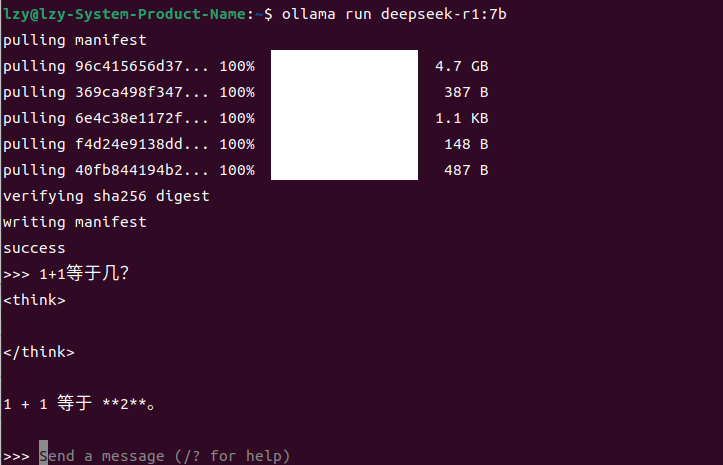 lzy@lzy-System-Product-Name:~$ ollama run deepseek-r1:7b
pulling manifest
pulling 96c415656d37... 100% 4.7 GB
pulling 369ca498f347... 100% 387 B
pulling 6e4c38e1172f... 100% 1.1 KB
pulling f4d24e9138dd... 100% 148 B
pulling 40fb844194b2... 100% 487 B
verifying sha256 digest
writing manifest
success
>>> 1+1等于几?
<think>
</think>
1 + 1 等于 **2**。
>>> Send a message (/? for help)